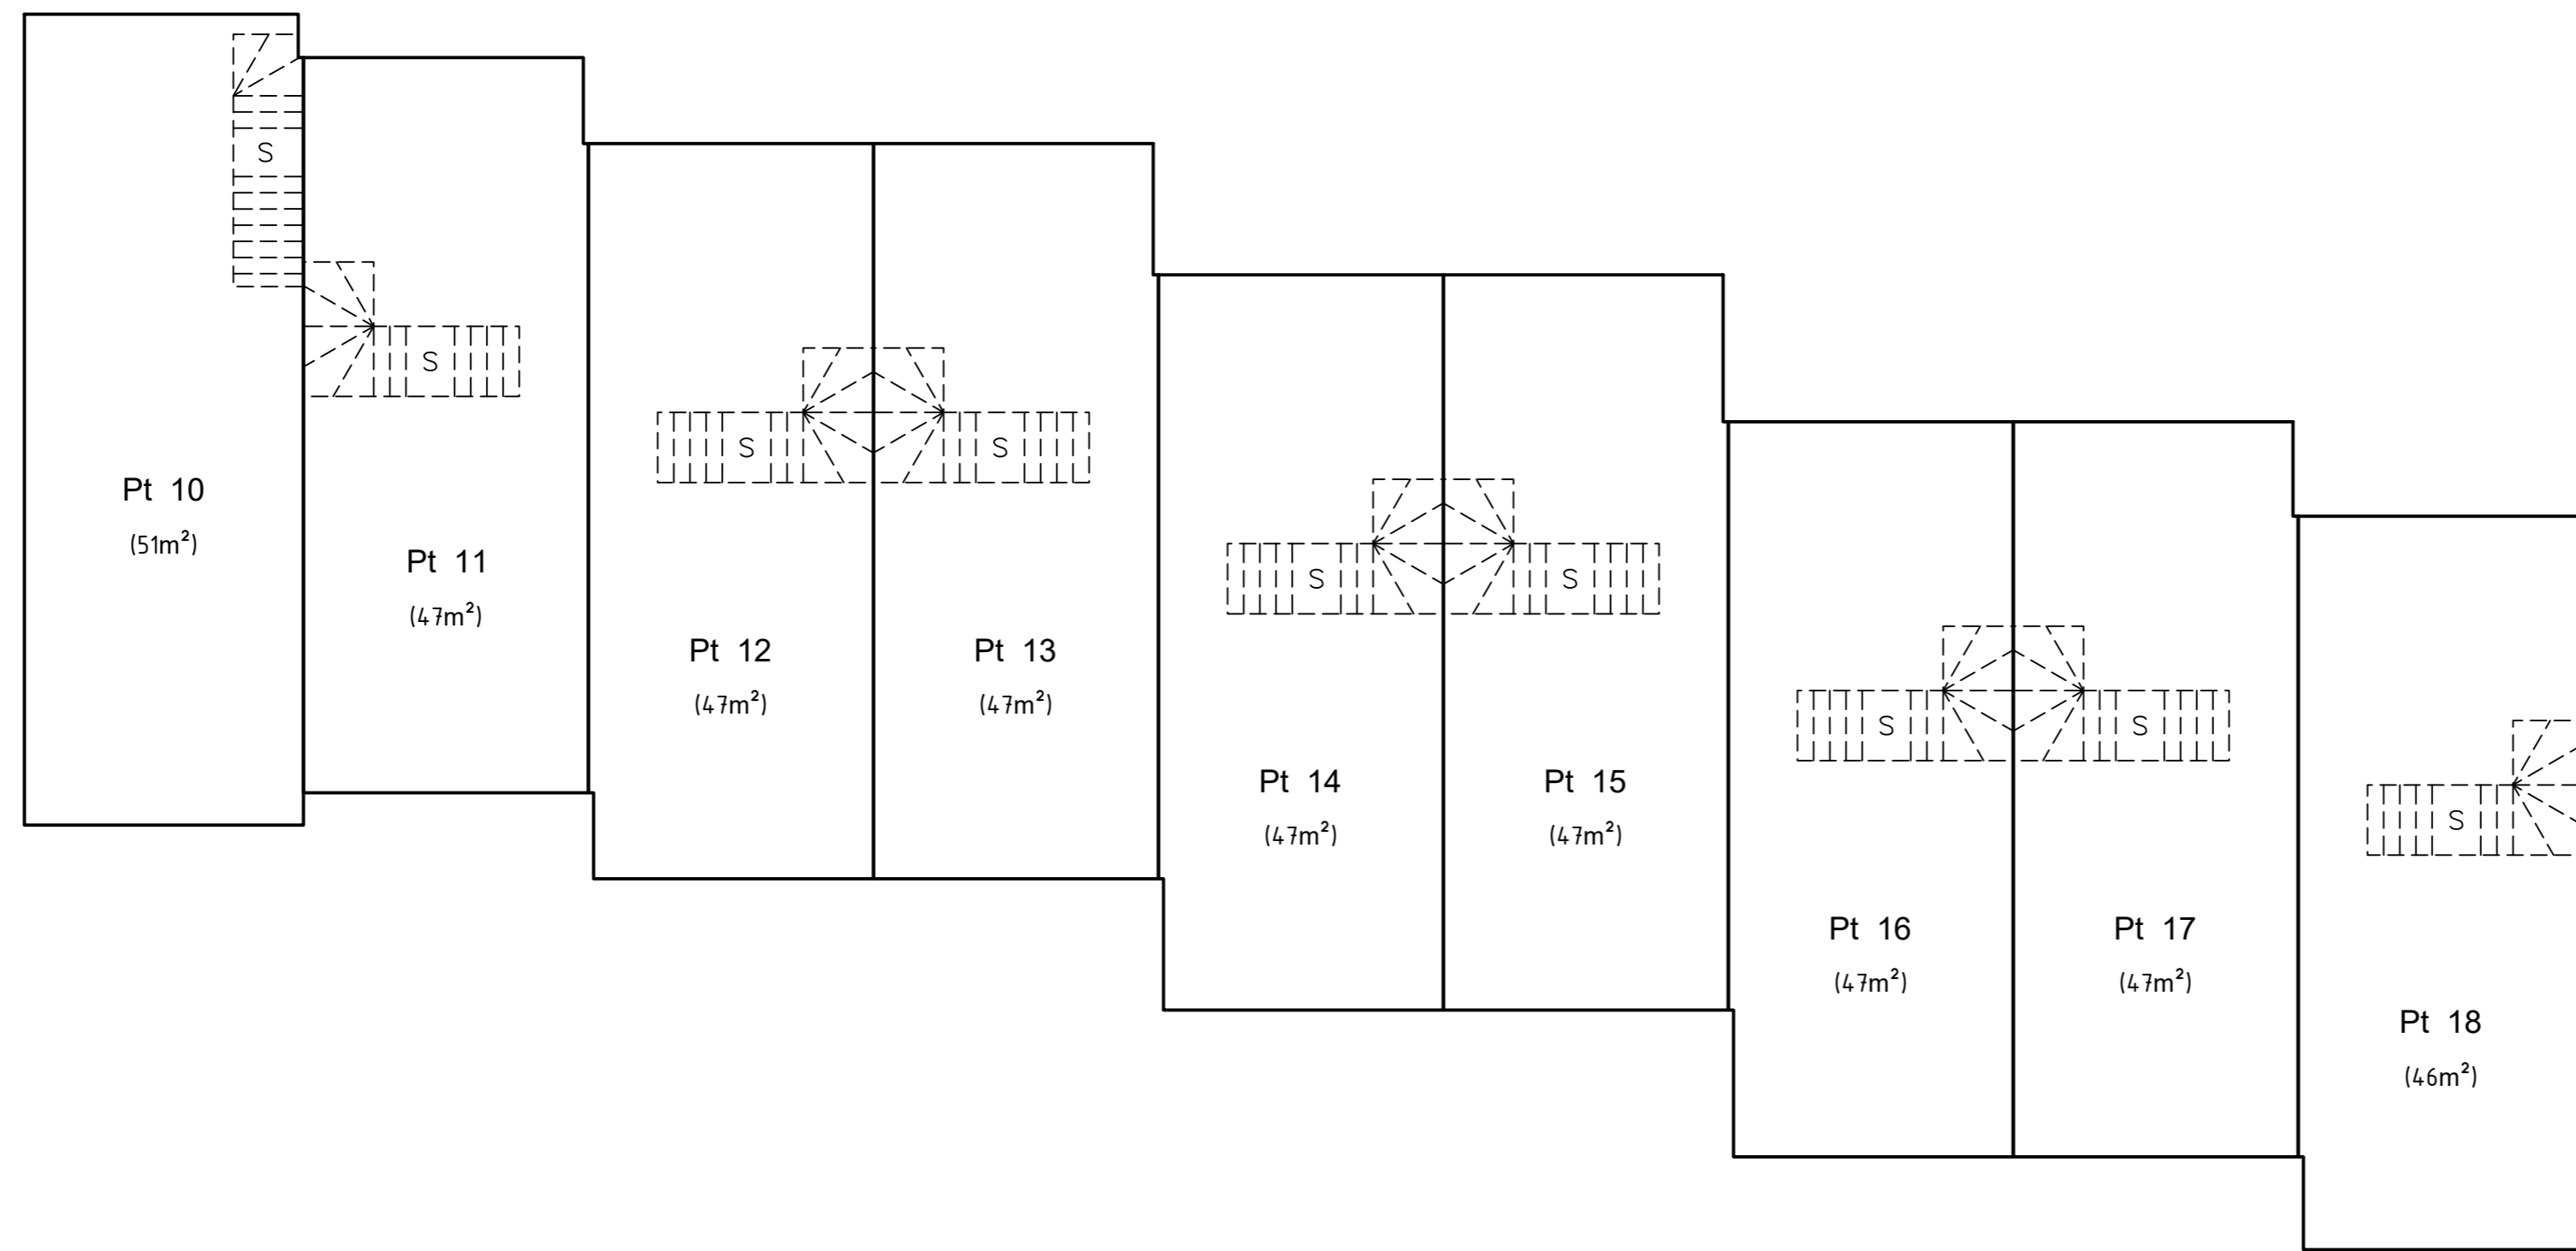 S
S
Pt 10
(51m²)
Pt 11
(47m²)
S
S
Pt 12
(47m²)
Pt 13
(47m²)
S
S
Pt 14
(47m²)
Pt 15
(47m²)
S
S
Pt 16
(47m²)
Pt 17
(47m²)
S
Pt 18
(46m²)